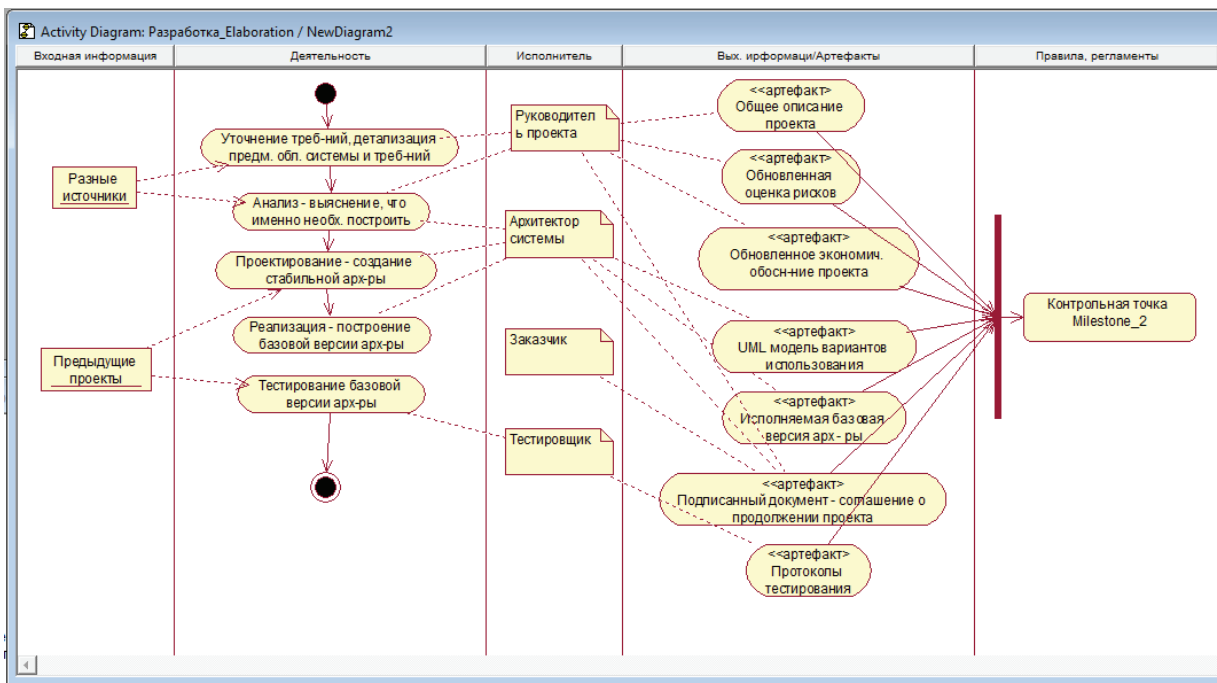 Activity Diagram: Разработка_Elaboration / NewDiagram2
Входная информация
Деятельность
Исполнитель
Вых. ирформаци/Артефакты
Правила, регламенты
Разные
источники
Предыдущие
проекты
Уточнение треб-ний, детализация
предм. обл. системы и треб-ний
Анализ - выяснение, что
именно необх. построить
Проектирование - создание
стабильной арх-ры
Реализация - построение
базовой версии арх-ры
Тестирование базовой
версии арх-ры
Руководител
ь проекта
Архитектор
системы
Заказчик
Тестировщик
<<артефакт>
Общее описание
проекта
<<артефакт>
Обновленная
оценка рисков
<<артефакт>
Обновленное экономич.
обосн-ние проекта
<<артефакт>
UML модель вариантов
использования
<<артефакт>
Исполняемая базовая
версия арх - ры
<<артефакт>
Подписанный документ - соглашение о
продолжении проекта
<<артефакт>
Протоколы
тестирования
Контрольная точка
Milestone_2